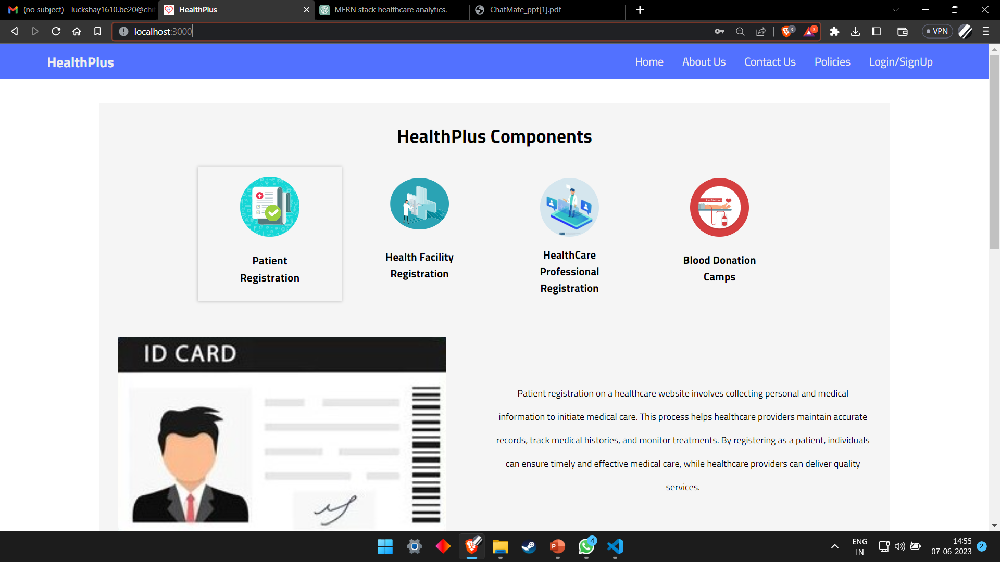 (no subject) - luckshay1610.be20@chi
HealthPlus
MERN stack healthcare analytics.
ChatMate_ppt[1].pdf
localhost:3000
3
3
VPN
HealthPlus
Home
About Us
Contact Us
Policies
Login/SignUp
HealthPlus Components
Patient
Registration
Health Facility
Registration
HealthCare
Professional
Registration
Blood Donation
Camps
ID CARD
Patient registration on a healthcare website involves collecting personal and medical
information to initiate medical care. This process helps healthcare providers maintain accurate
records, track medical histories, and monitor treatments. By registering as a patient, individuals
can ensure timely and effective medical care, while healthcare providers can deliver quality
services.
P
4
ENG
IN
14:55
07-06-2023
2